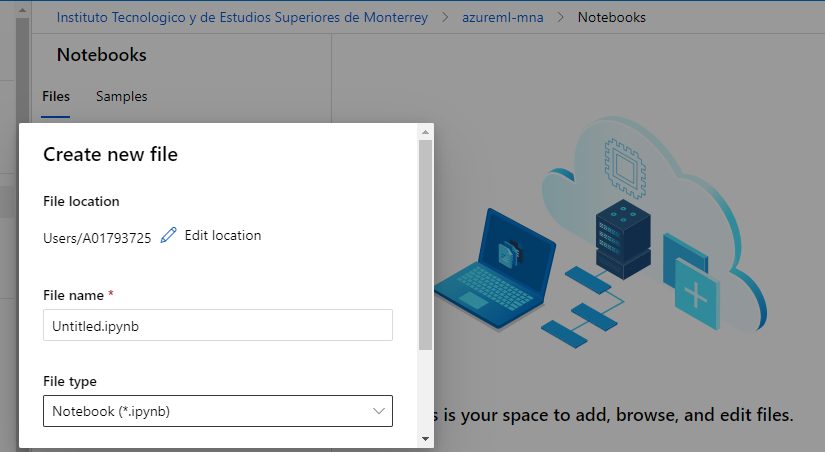 Instituto Tecnologico y de Estudios Superiores de Monterrey > azureml-mna > Notebooks
Notebooks
Files Samples
Create new file
File location
Users/A01793725 Edit location
File name *
Untitled.ipynb
File type
Notebook (*.ipynb)
s is your space to add, browse, and edit files.